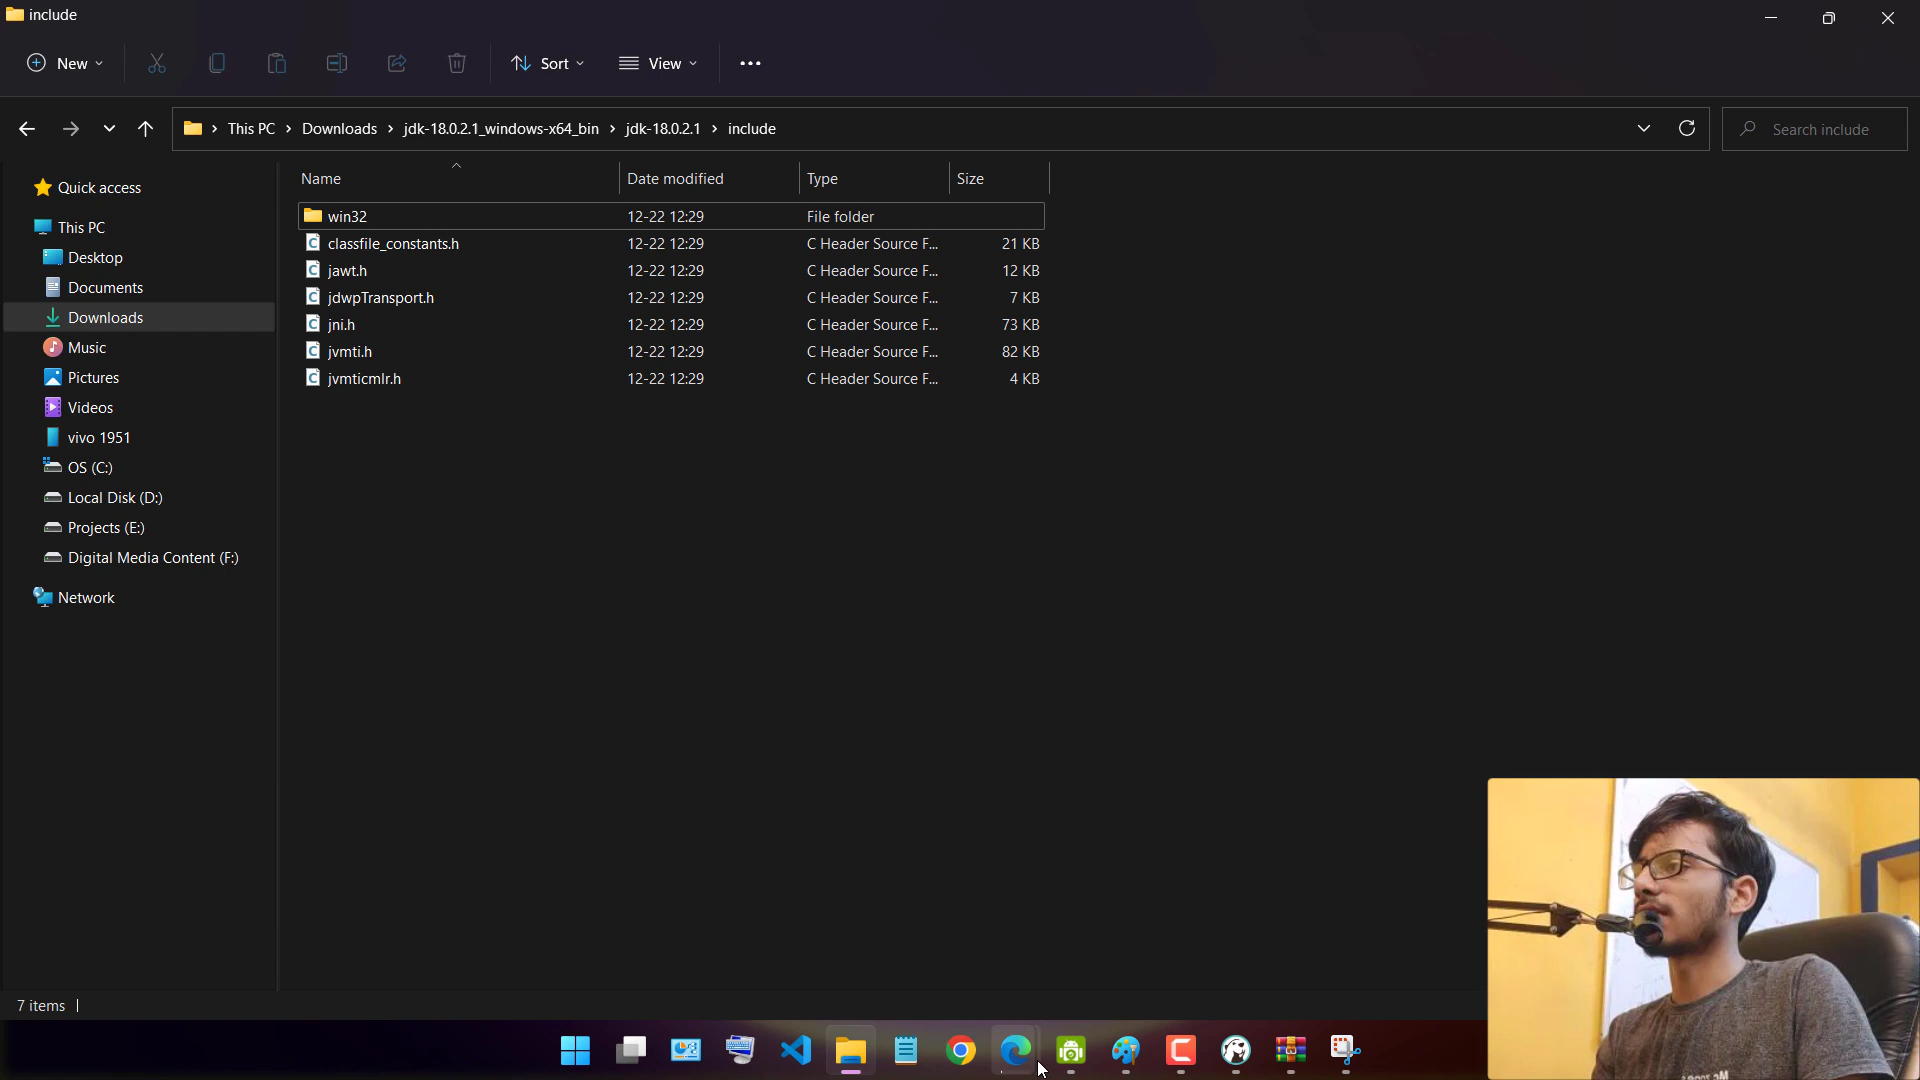 include
New
Sort
View
This PC
Downloads
jdk-18.0.2.1_windows-x64_bin
jdk-18.0.2.1
include
Search include
Name
Date modified
Type
Size
Quick access
This PC
Desktop
Documents
Downloads
Music
Pictures
Videos
vivo 1951
OS (C:)
Local Disk (D:)
Projects (E:)
Digital Media Content (F:)
Network
win32 12-22 12:29 File folder
classfile_constants.h 12-22 12:29 C Header Source F... 21 KB
jawt.h 12-22 12:29 C Header Source F... 12 KB
jdwpTransport.h 12-22 12:29 C Header Source F... 7 KB
jni.h 12-22 12:29 C Header Source F... 73 KB
jvmti.h 12-22 12:29 C Header Source F... 82 KB
jvmticmlr.h 12-22 12:29 C Header Source F... 4 KB
7 items